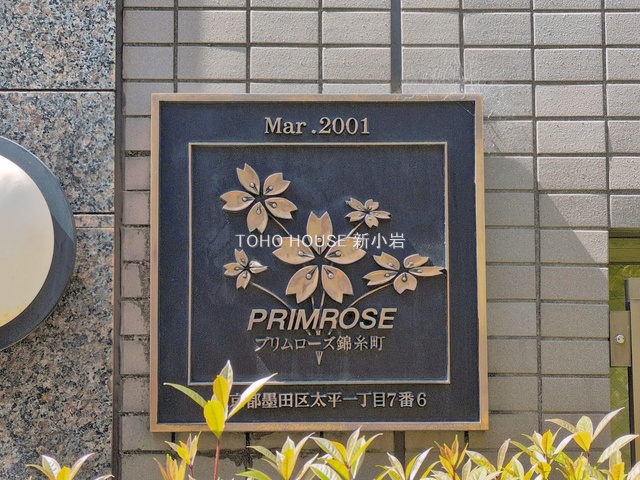 Mar.2001
TOHO HOUSE 新小岩
PRIMROSE
プリムローズ錦糸町
京都墨田区太平一丁目7番6